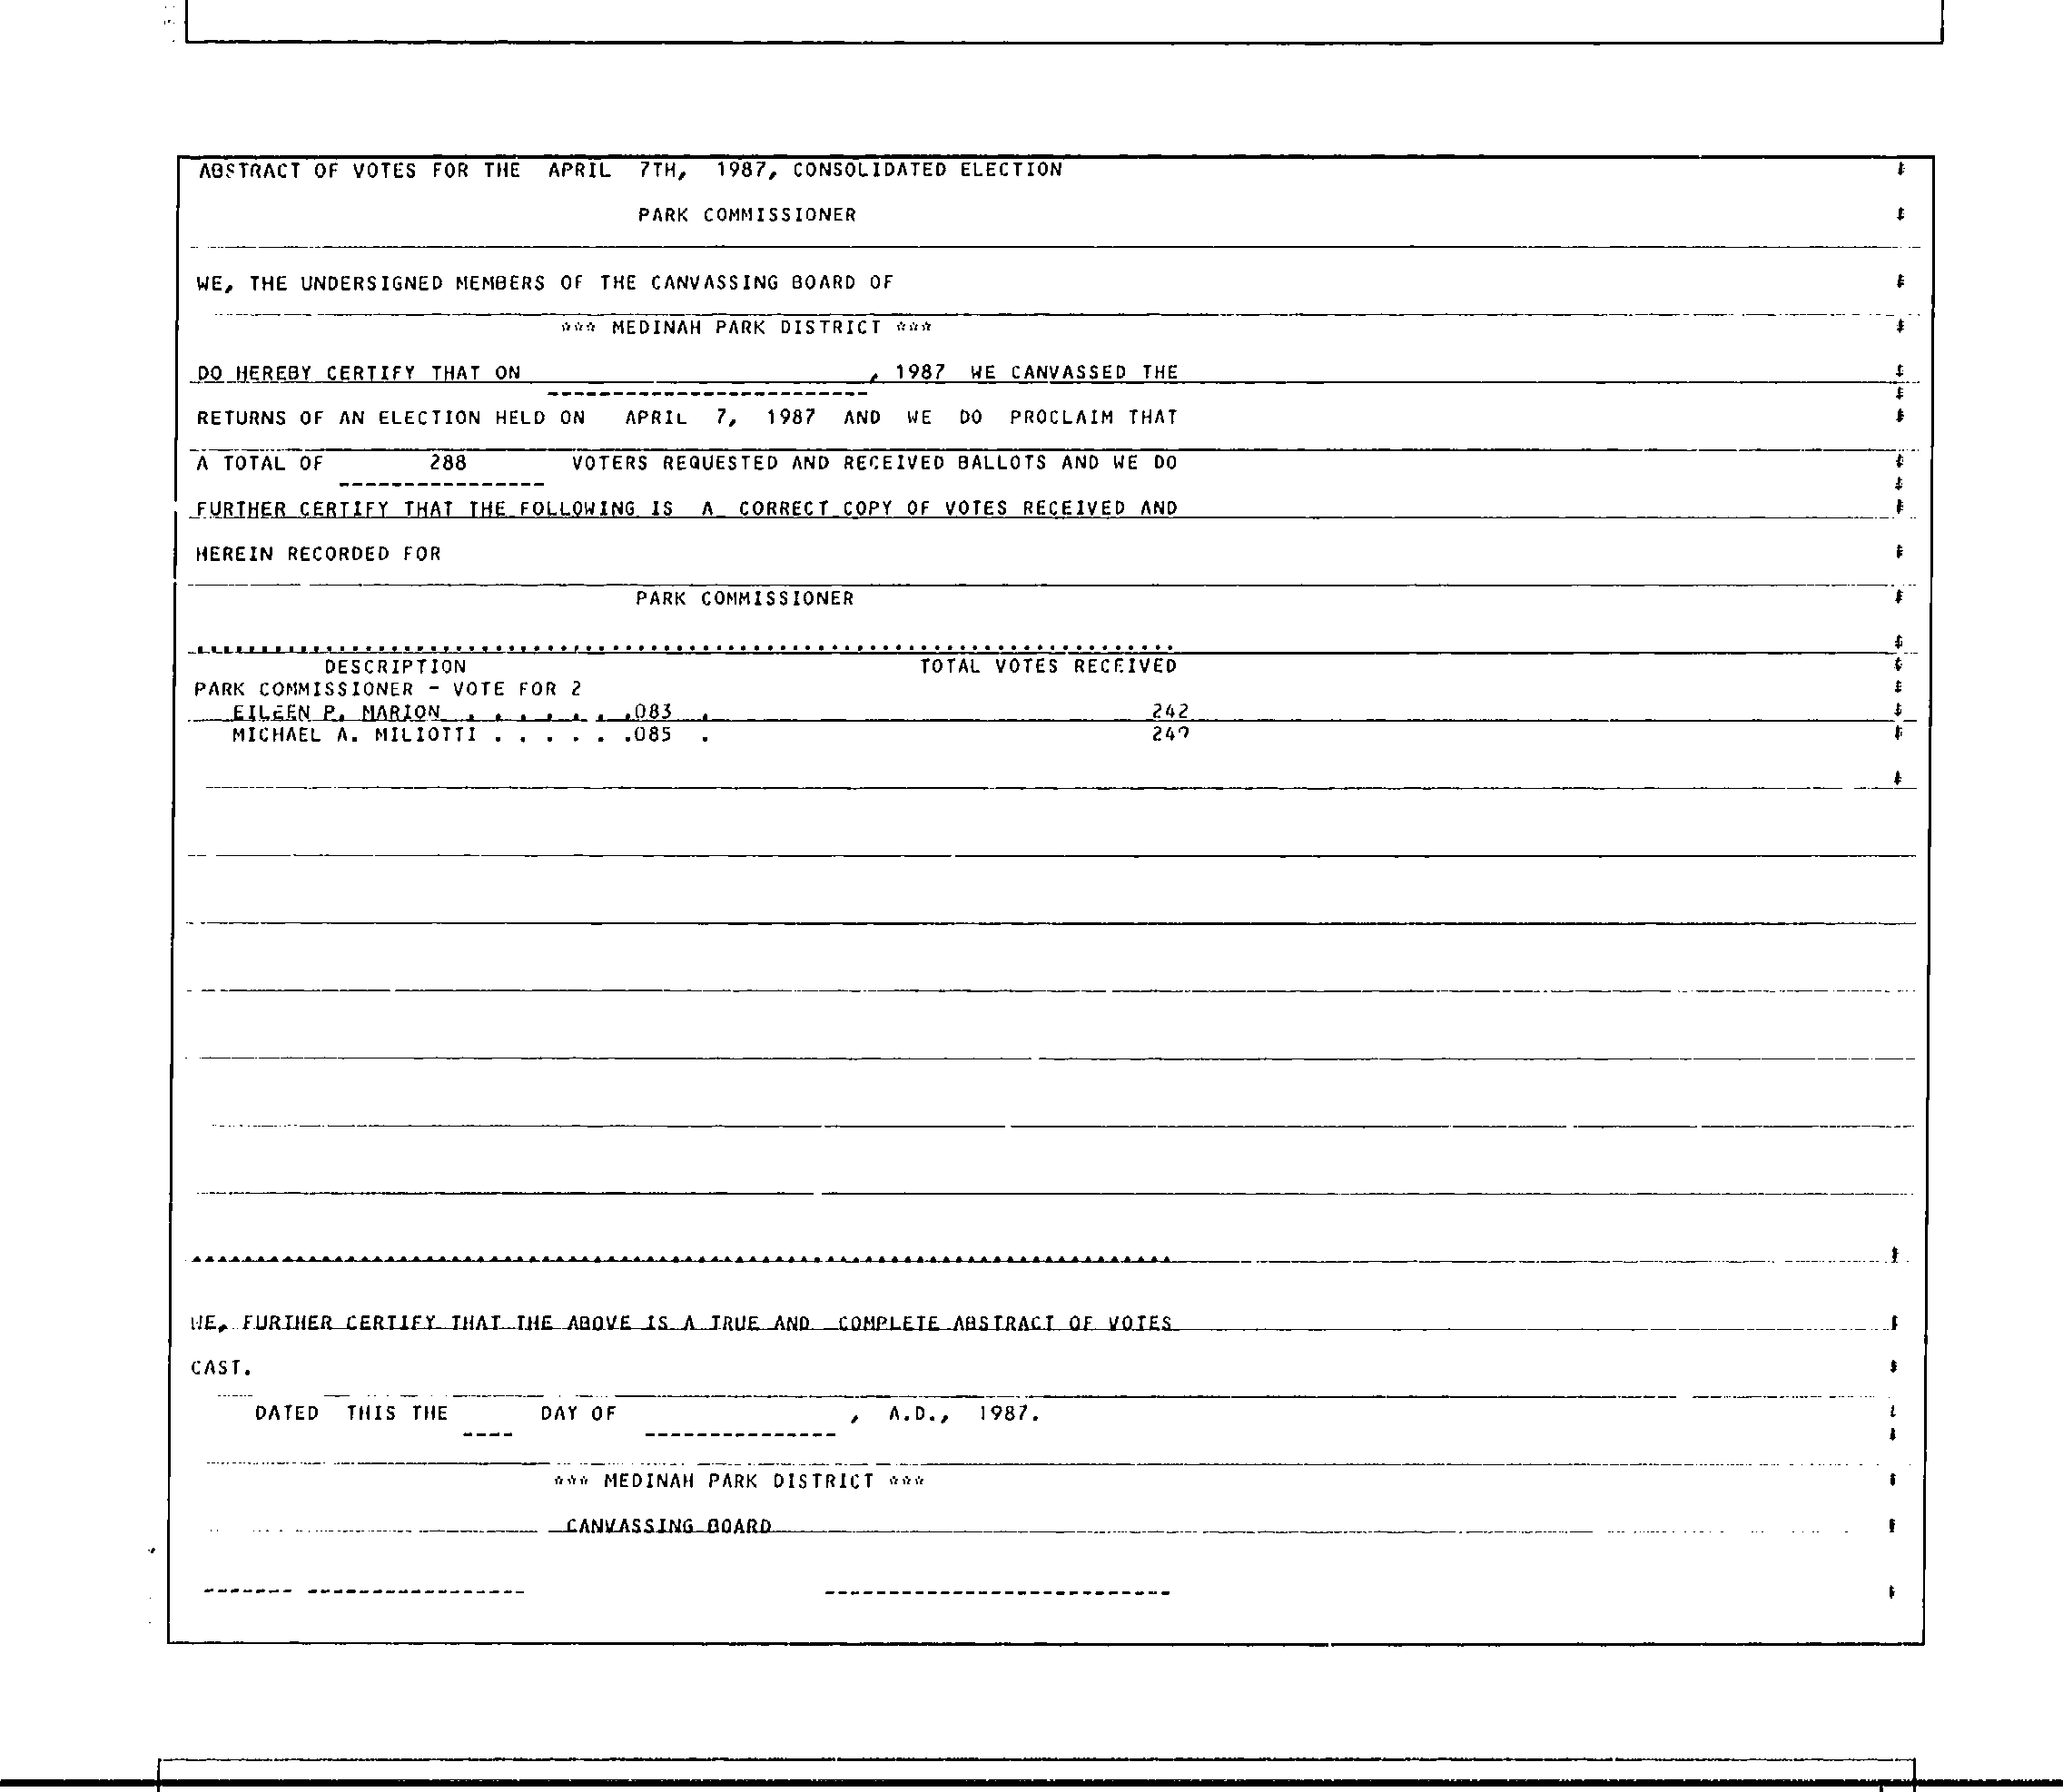 ABSTRACT OF VOTES FOR THE APRIL 7TH, 1987, CONSOLIDATED ELECTION
PARK COMMISSIONER
WE, THE UNDERSIGNED MEMBERS OF THE CANVASSING BOARD OF
*** MEDINAH PARK DISTRICT ***
DO HEREBY CERTIFY THAT ON , 1987 WE CANVASSED THE
RETURNS OF AN ELECTION HELD ON APRIL 7, 1987 AND WE DO PROCLAIM THAT
A TOTAL OF 288 VOTERS REQUESTED AND RECEIVED BALLOTS AND WE DO
FURTHER CERTIFY THAT THE FOLLOWING IS A CORRECT COPY OF VOTES RECEIVED AND
HEREIN RECORDED FOR
PARK COMMISSIONER
DESCRIPTION TOTAL VOTES RECEIVED
PARK COMMISSIONER - VOTE FOR 2
EILEEN P. MARION . . . . . . .083 . 242
MICHAEL A. MILIOTTI . . . . . .085 .
WE, FURTHER CERTIFY THAT THE ABOVE IS A TRUE AND COMPLETE ABSTRACT OF VOTES
CAST.
DATED THIS THE ---- DAY OF --------------- , A.D., 1987.
*** MEDINAH PARK DISTRICT ***
CANVASSING BOARD